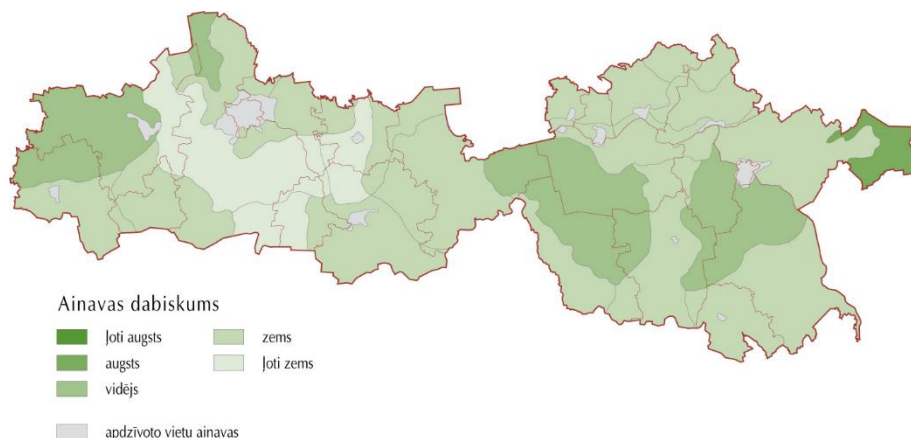 Ainavas dabiskums
ļoti augsts
augsts
vidējs
zems
ļoti zems
apdzīvoto vietu ainavas